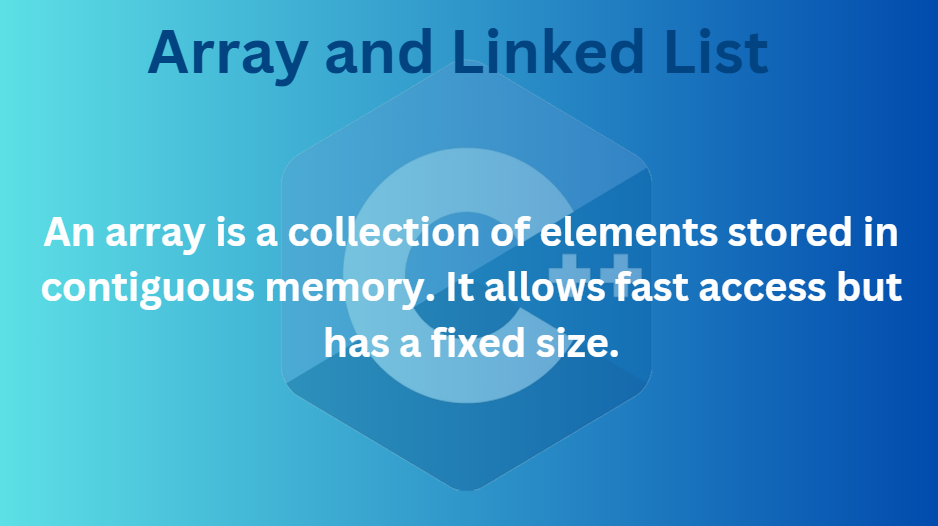 Array and Linked List
An array is a collection of elements stored in
contiguous memory. It allows fast access but
has a fixed size.
C++